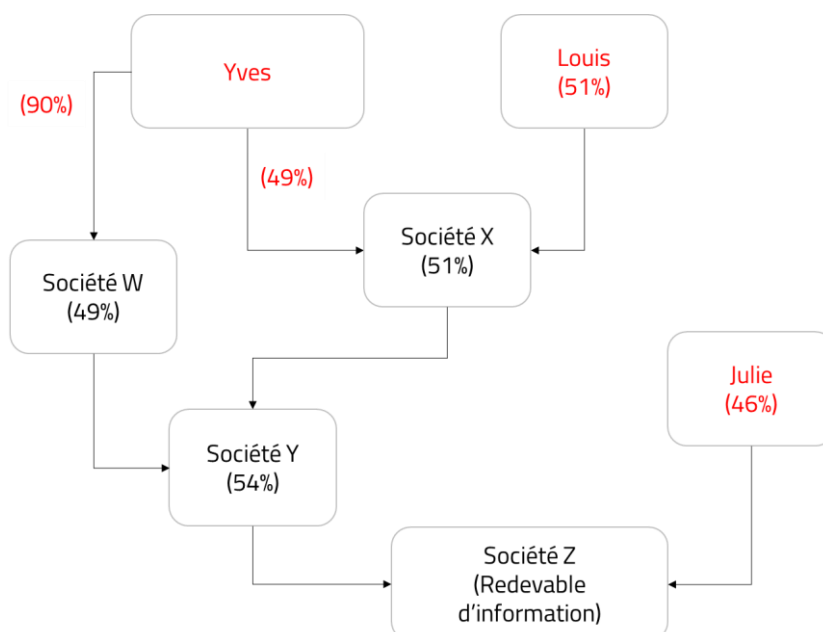 Yves
Louis
(51%)
(90%)
(49%)
Société X
(51%)
Société W
(49%)
Julie
(46%)
Société Y
(54%)
Société Z
(Redevable
d'information)